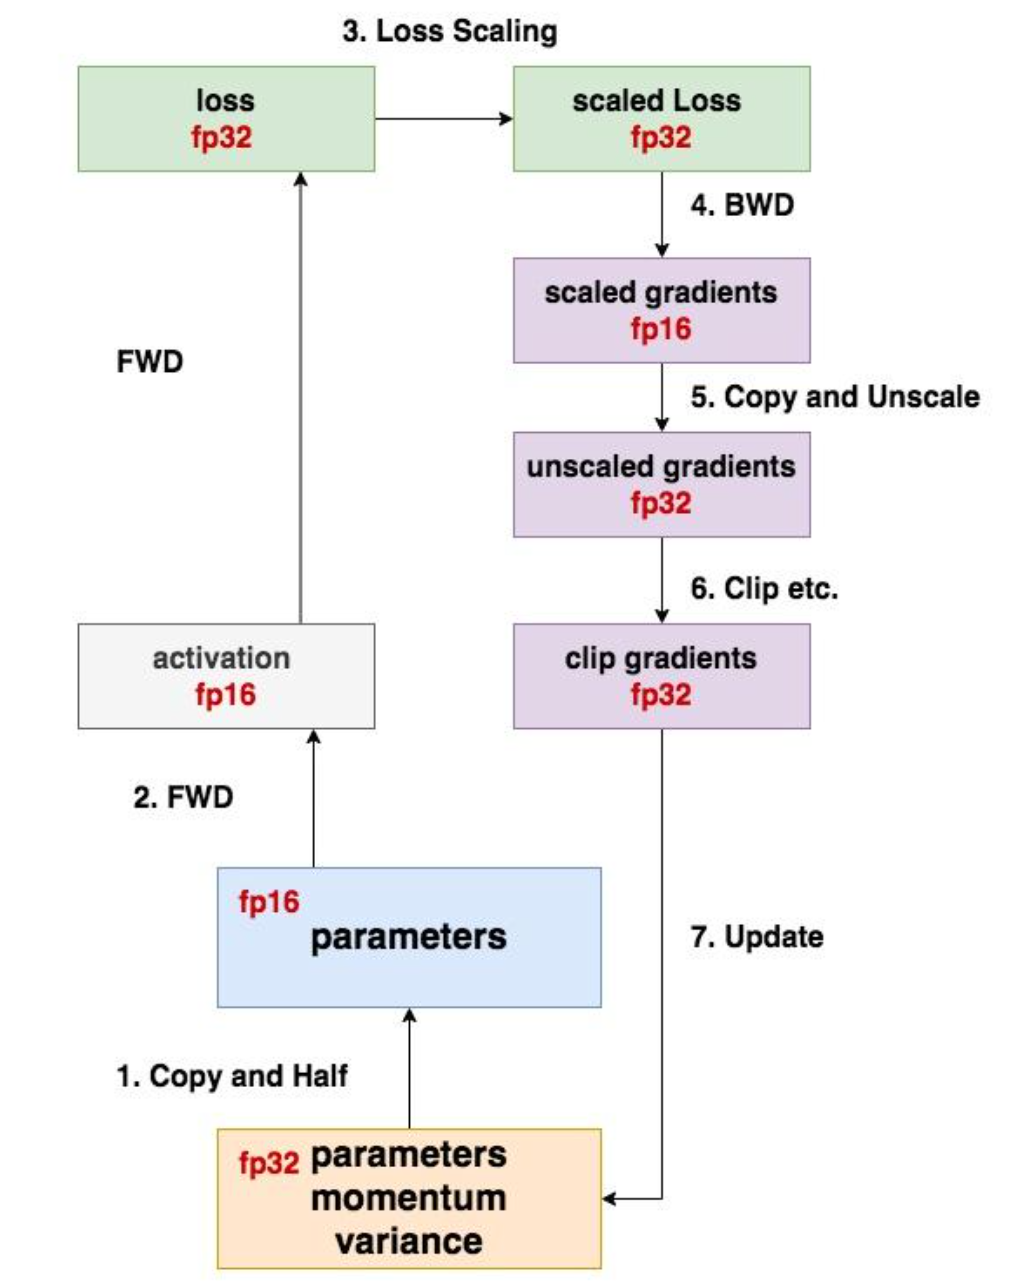 3. Loss Scaling
loss
fp32
scaled Loss
fp32
4. BWD
scaled gradients
fp16
FWD
5. Copy and Unscale
unscaled gradients
fp32
6. Clip etc.
activation
fp16
clip gradients
fp32
2. FWD
fp16
parameters
7. Update
1. Copy and Half
fp32 parameters
momentum
variance